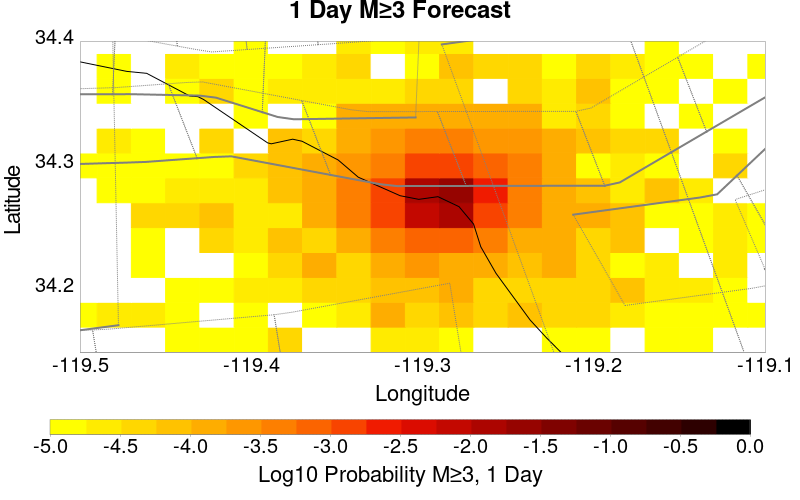 1 Day M≥3 Forecast
34.4
34.3
34.2
Latitude
-119.5 -119.4 -119.3 -119.2 -119.1
Longitude
-5.0 -4.5 -4.0 -3.5 -3.0 -2.5 -2.0 -1.5 -1.0 -0.5 0.0
Log10 Probability M≥3, 1 Day